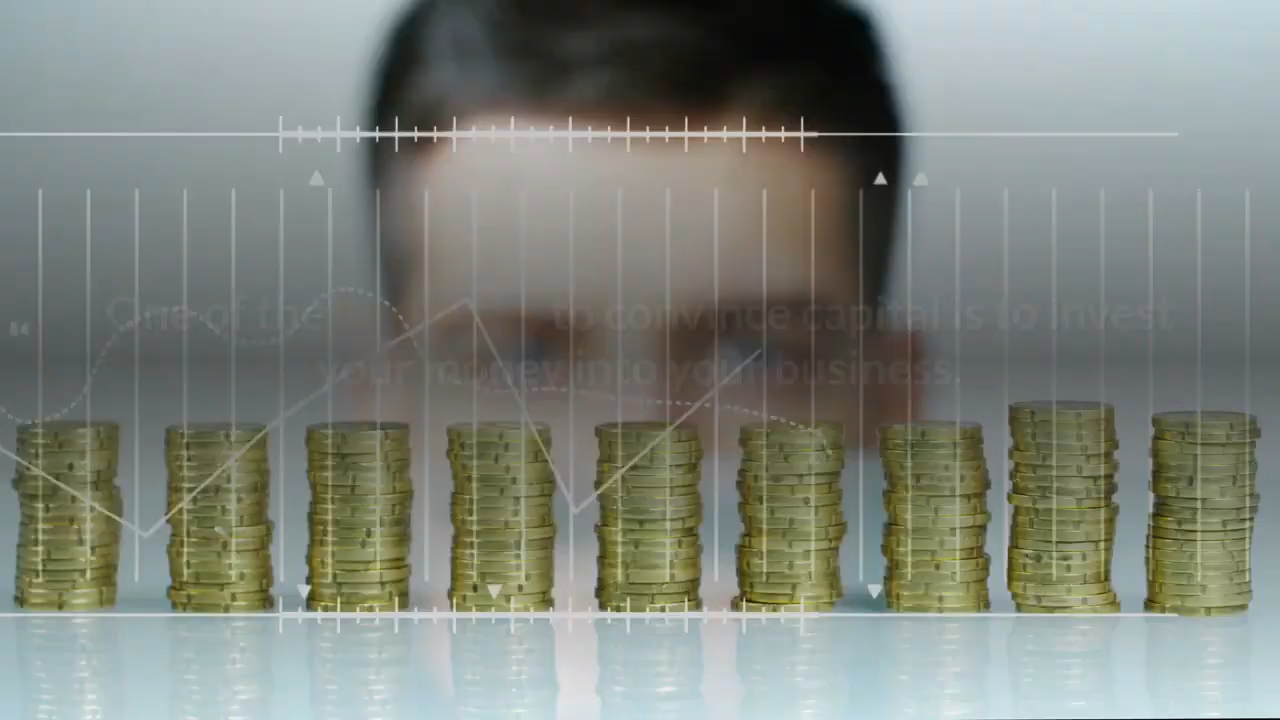 One of the to convince capital is to invest
your money into your business.